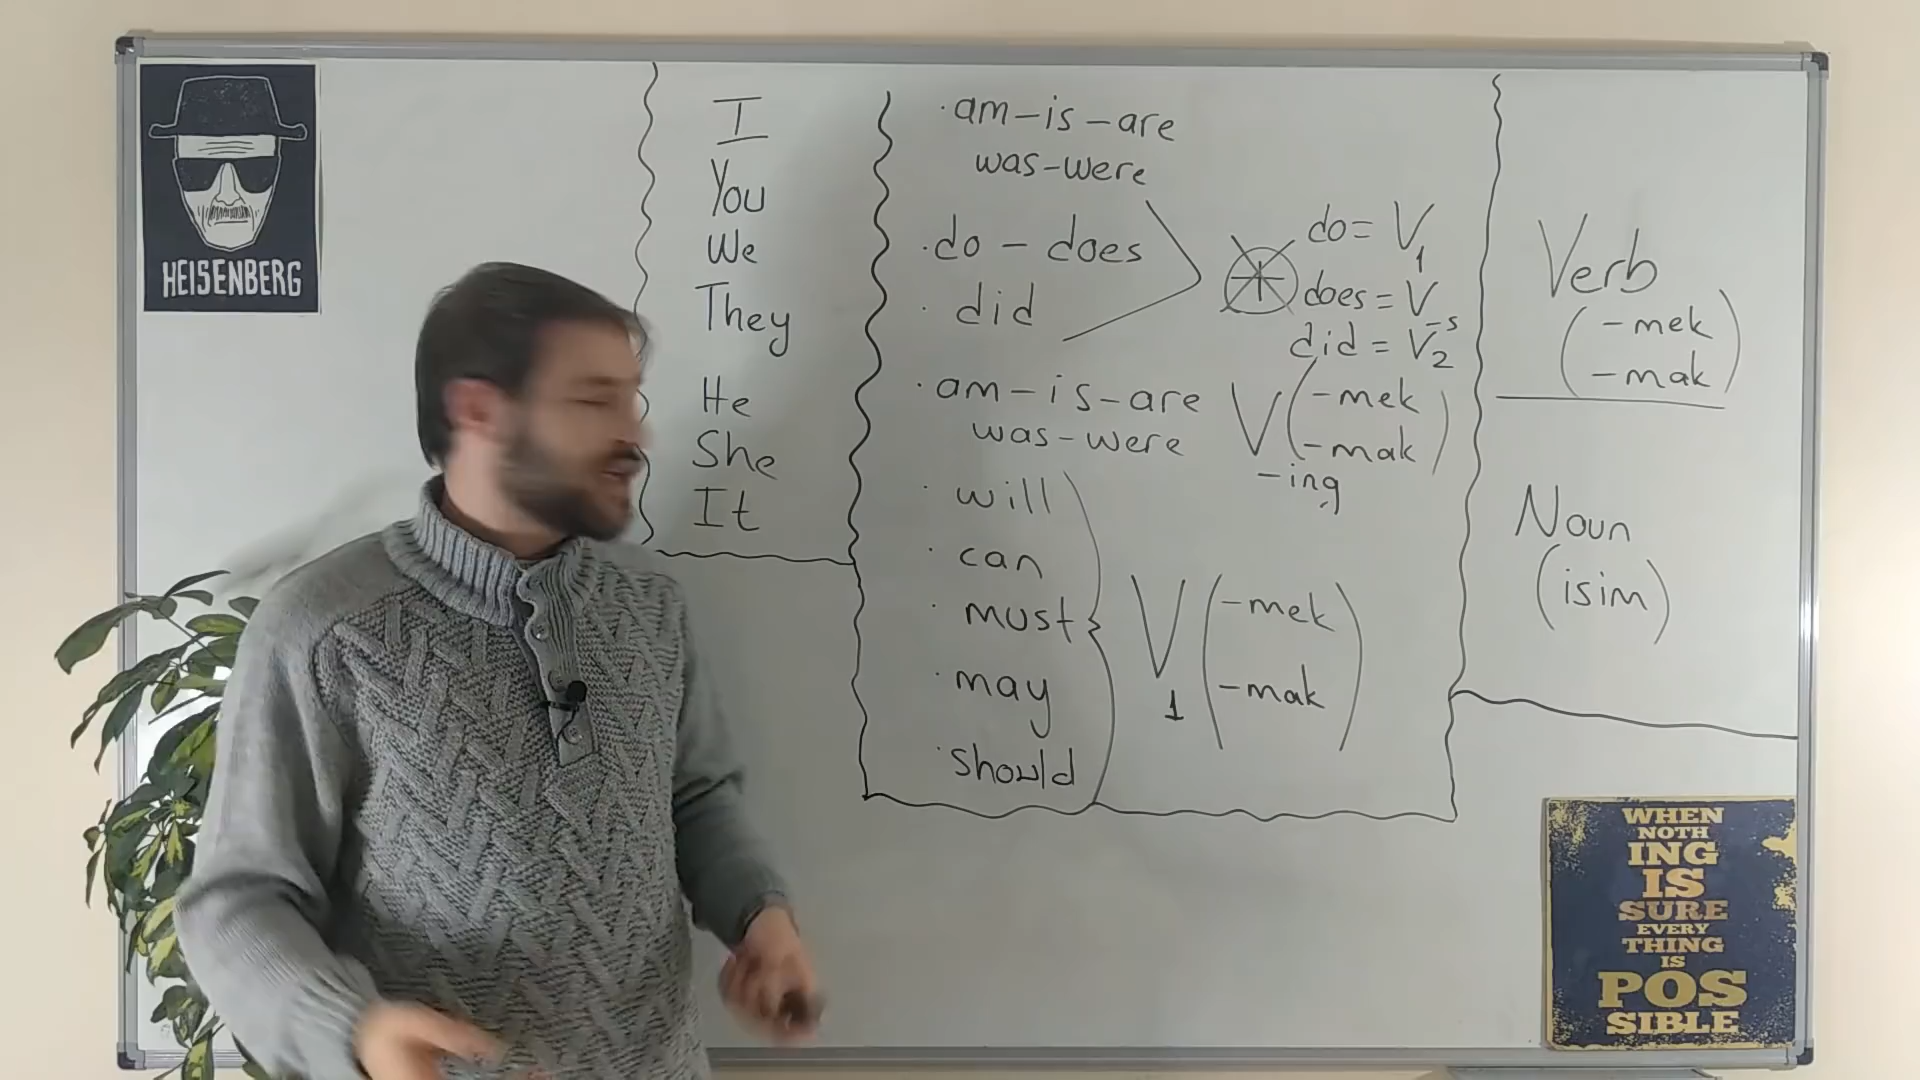 HEISENBERG
I
You
We
They
He
She
It
·am-is-are
was-were
·do - does
· did
do = V1
does = V-s
did = V2
·am-is-are
was-were
V (-mek
-mak)
-ing
· will
· can
· must
· may
· should
V1 (-mek
-mak)
Verb
(-mek
-mak)
Noun
(isim)
WHEN
NOTH
ING
IS
SURE
EVERY
THING
IS
POS
SIBLE